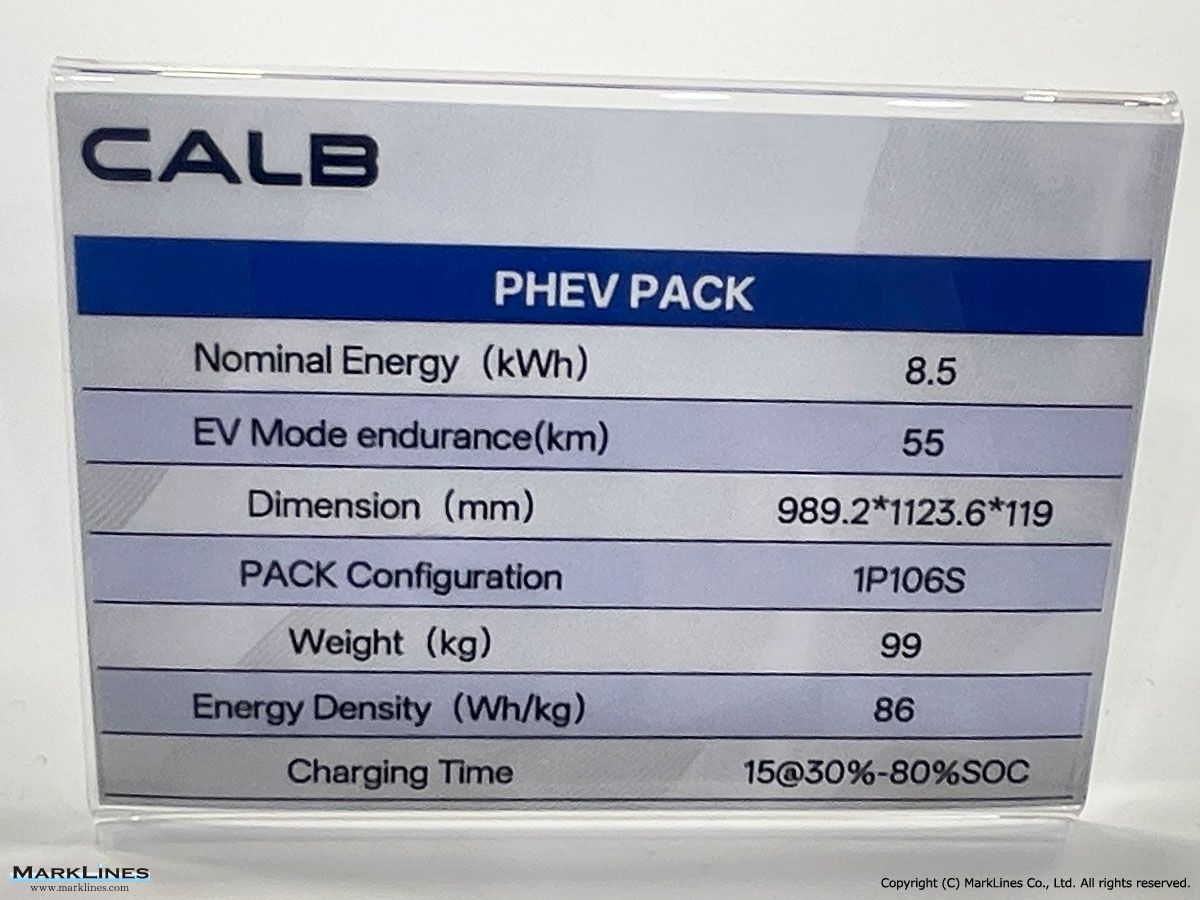 CALB
PHEV PACK
Nominal Energy（kWh） 8.5
EV Mode endurance(km) 55
Dimension（mm） 989.2*1123.6*119
PACK Configuration 1P106S
Weight（kg） 99
Energy Density（Wh/kg） 86
Charging Time 15@30%-80%SOC
MARKLINES
www.marklines.com
Copyright (C) MarkLines Co., Ltd. All rights reserved.